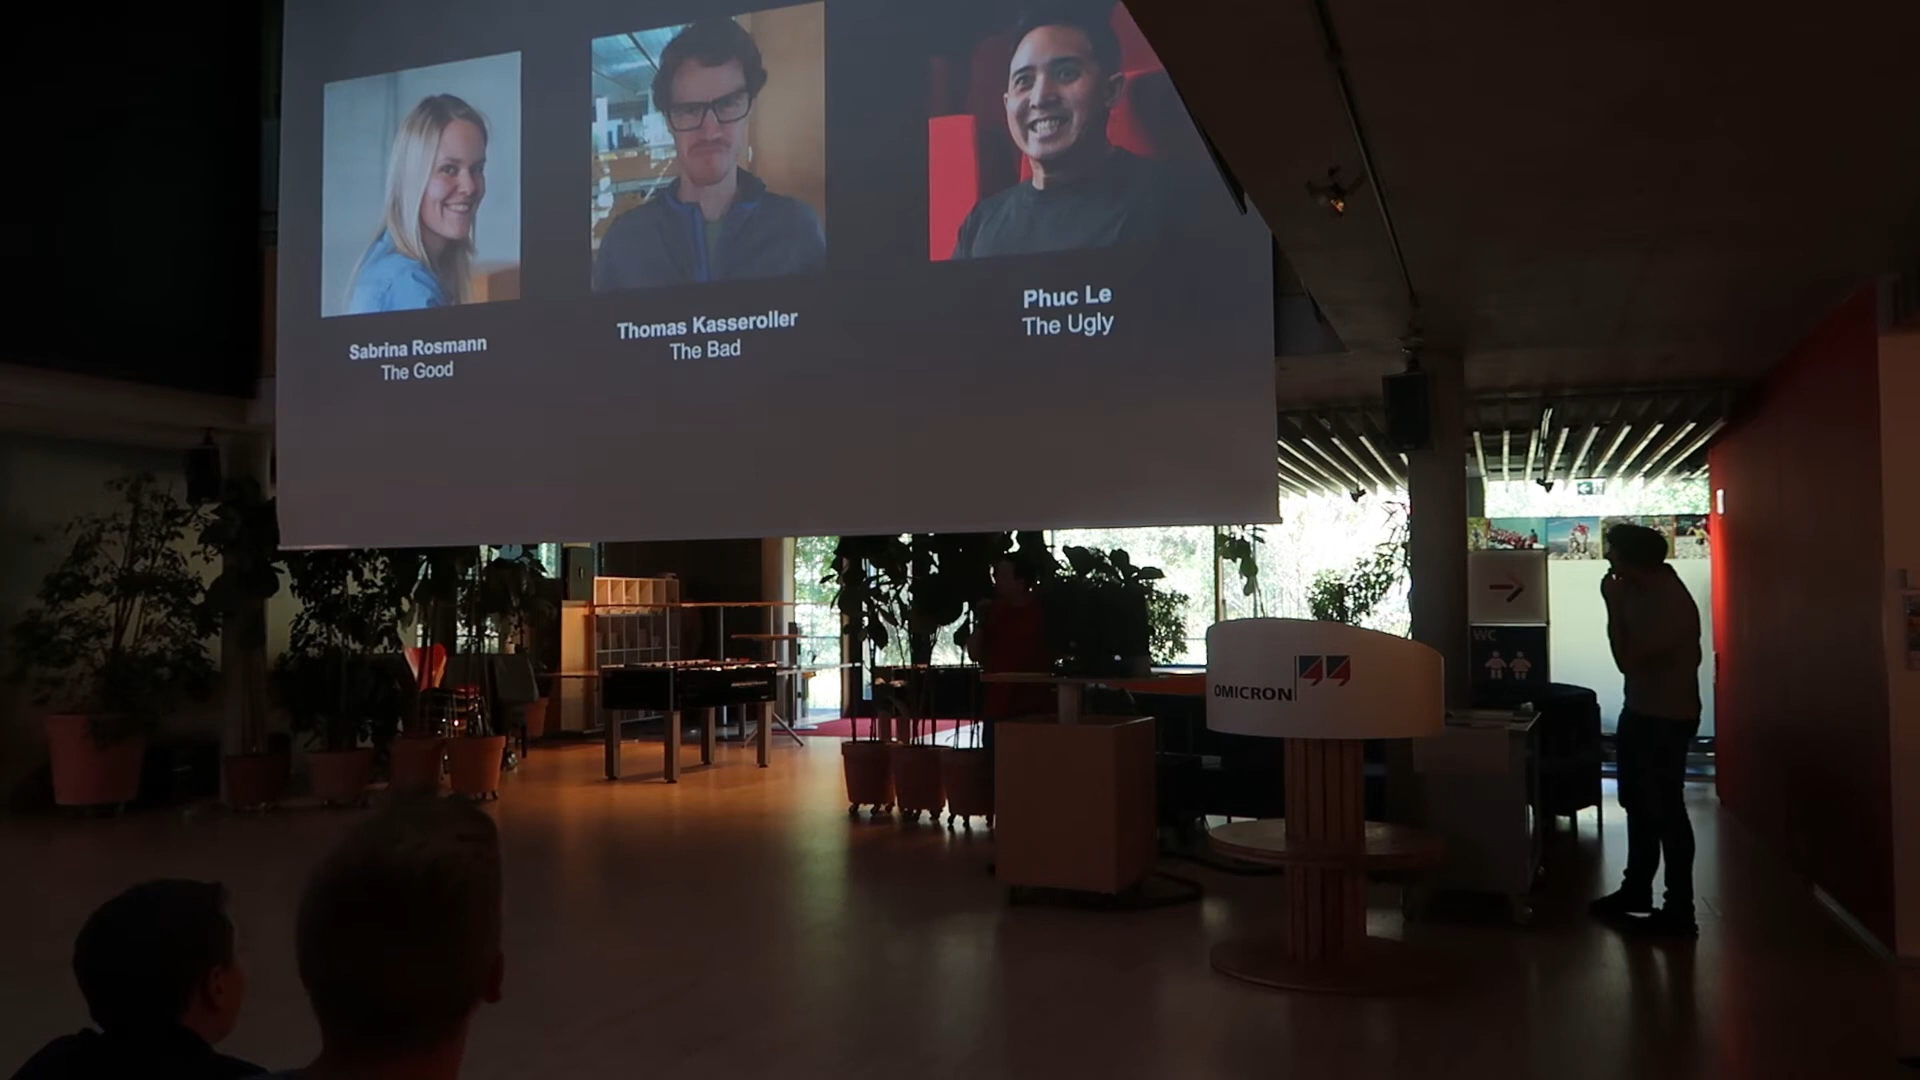 Sabrina Rosmann
The Good
Thomas Kasseroller
The Bad
Phuc Le
The Ugly
OMICRON
WC